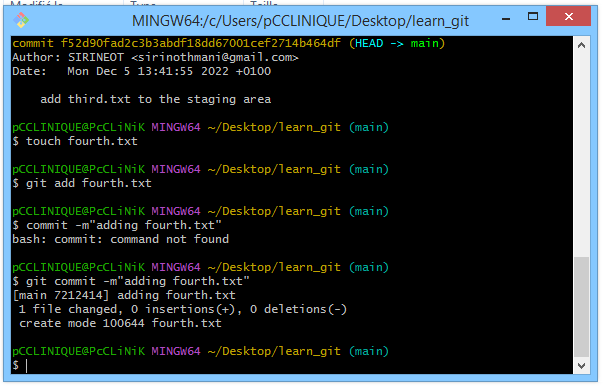 Modifié le Type Taille
MINGW64:/c/Users/pCCLINIQUE/Desktop/learn_git
commit f52d90fad2c3b3abdf18dd67001cef2714b464df (HEAD -> main)
Author: SIRINEOT <sirinothmani@gmail.com>
Date:   Mon Dec 5 13:41:55 2022 +0100
    add third.txt to the staging area
pCCLINIQUE@PcCLiNiK MINGW64 ~/Desktop/learn_git (main)
$ touch fourth.txt
pCCLINIQUE@PcCLiNiK MINGW64 ~/Desktop/learn_git (main)
$ git add fourth.txt
pCCLINIQUE@PcCLiNiK MINGW64 ~/Desktop/learn_git (main)
$ commit -m"adding fourth.txt"
bash: commit: command not found
pCCLINIQUE@PcCLiNiK MINGW64 ~/Desktop/learn_git (main)
$ git commit -m"adding fourth.txt"
[main 7212414] adding fourth.txt
 1 file changed, 0 insertions(+), 0 deletions(-)
 create mode 100644 fourth.txt
pCCLINIQUE@PcCLiNiK MINGW64 ~/Desktop/learn_git (main)
$